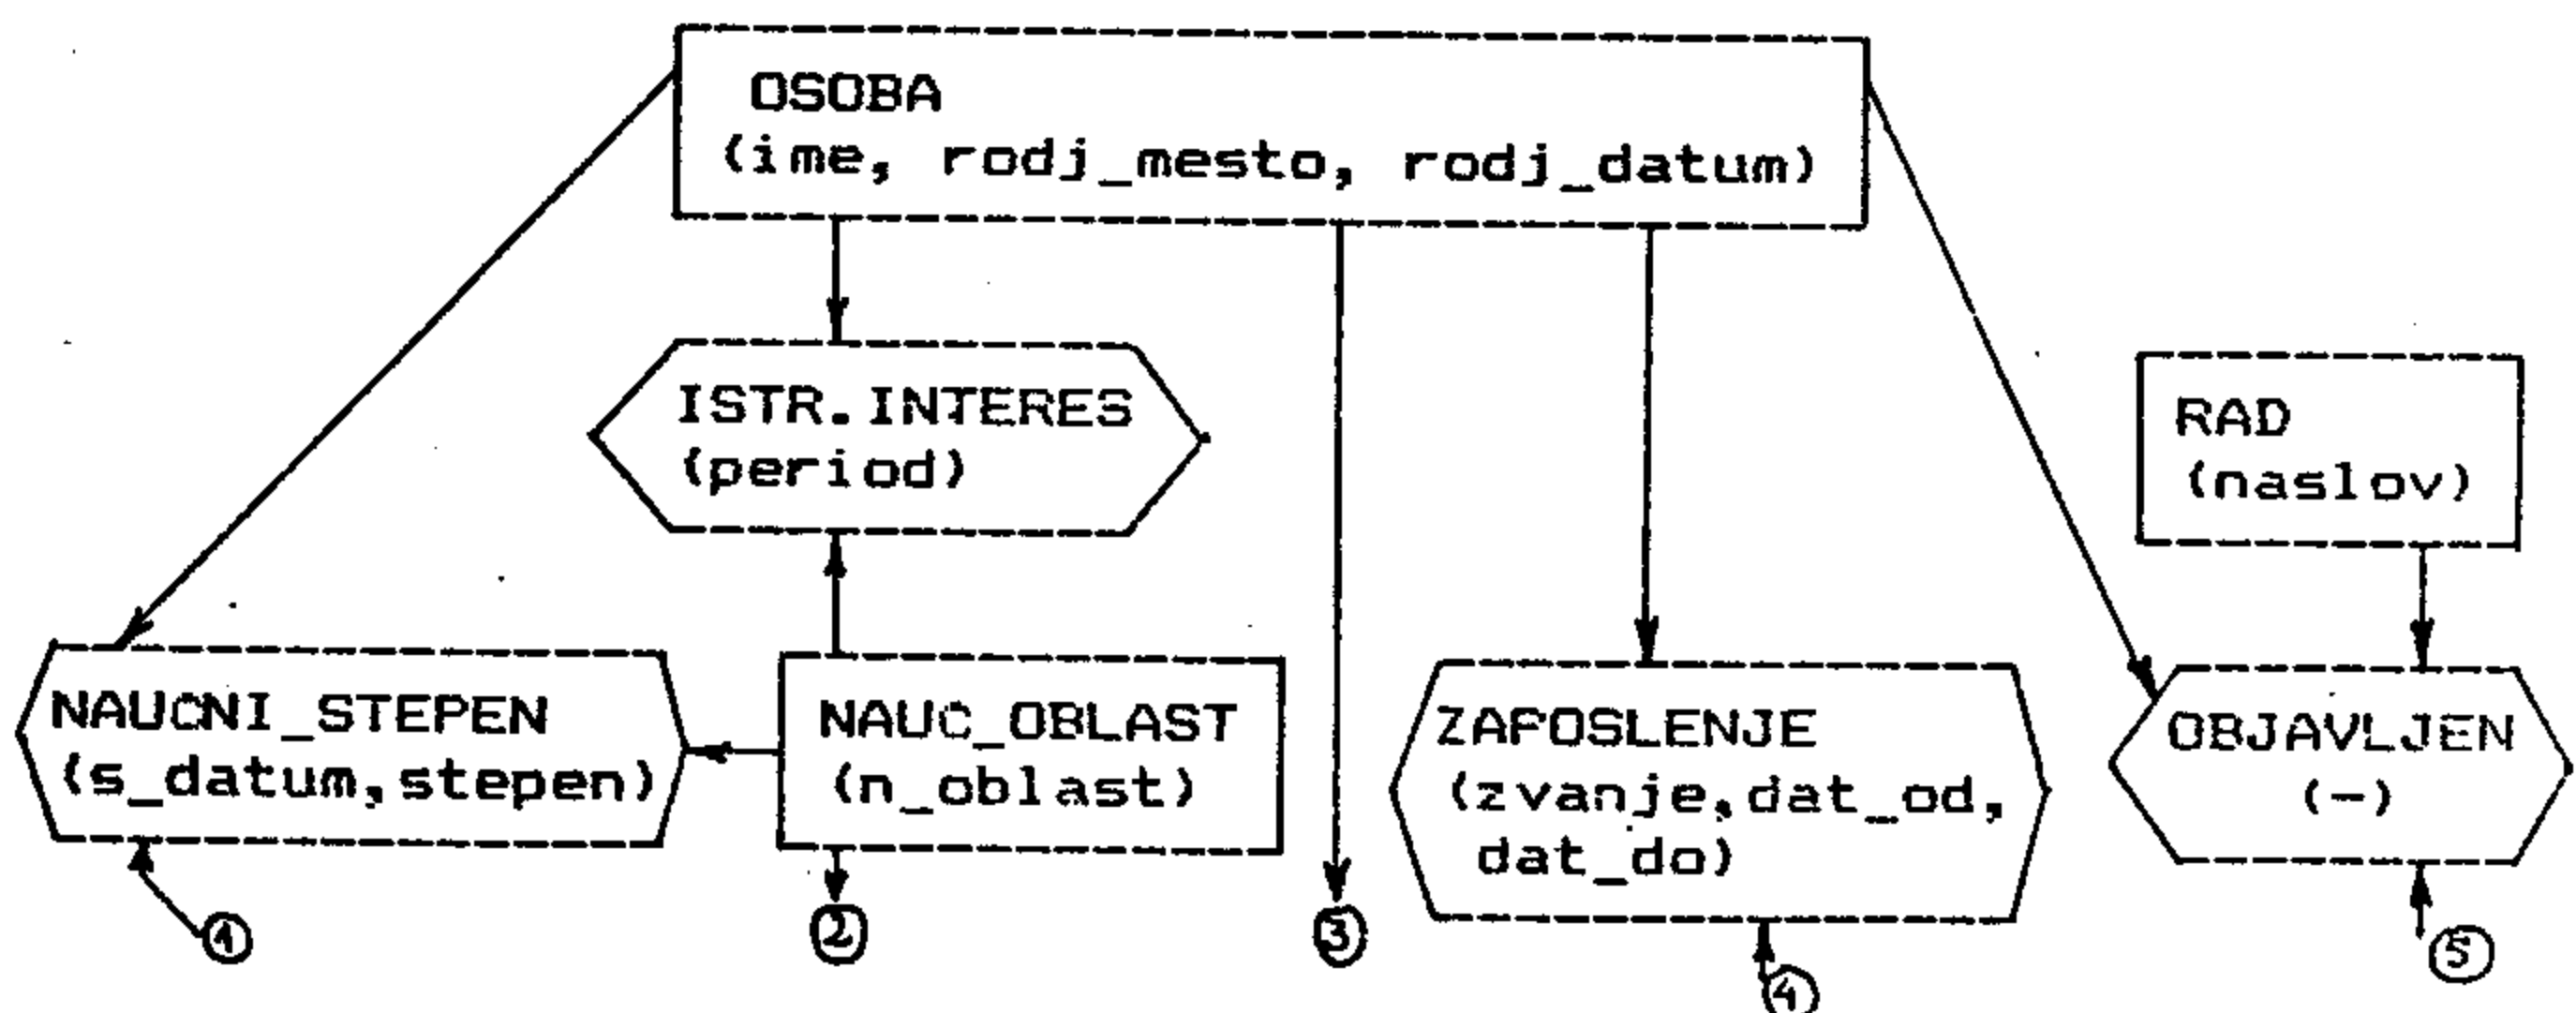 OSOBA
(ime, rodj_mesto, rodj_datum)
ISTR.INTERES
(period)
RAD
(naslov)
NAUCNI_STEPEN
(s_datum,stepen)
NAUC_OBLAST
(n_oblast)
ZAPOSLENJE
(zvanje,dat_od,
dat_do)
OBJAVLJEN
(-)
1
2
3
4
5